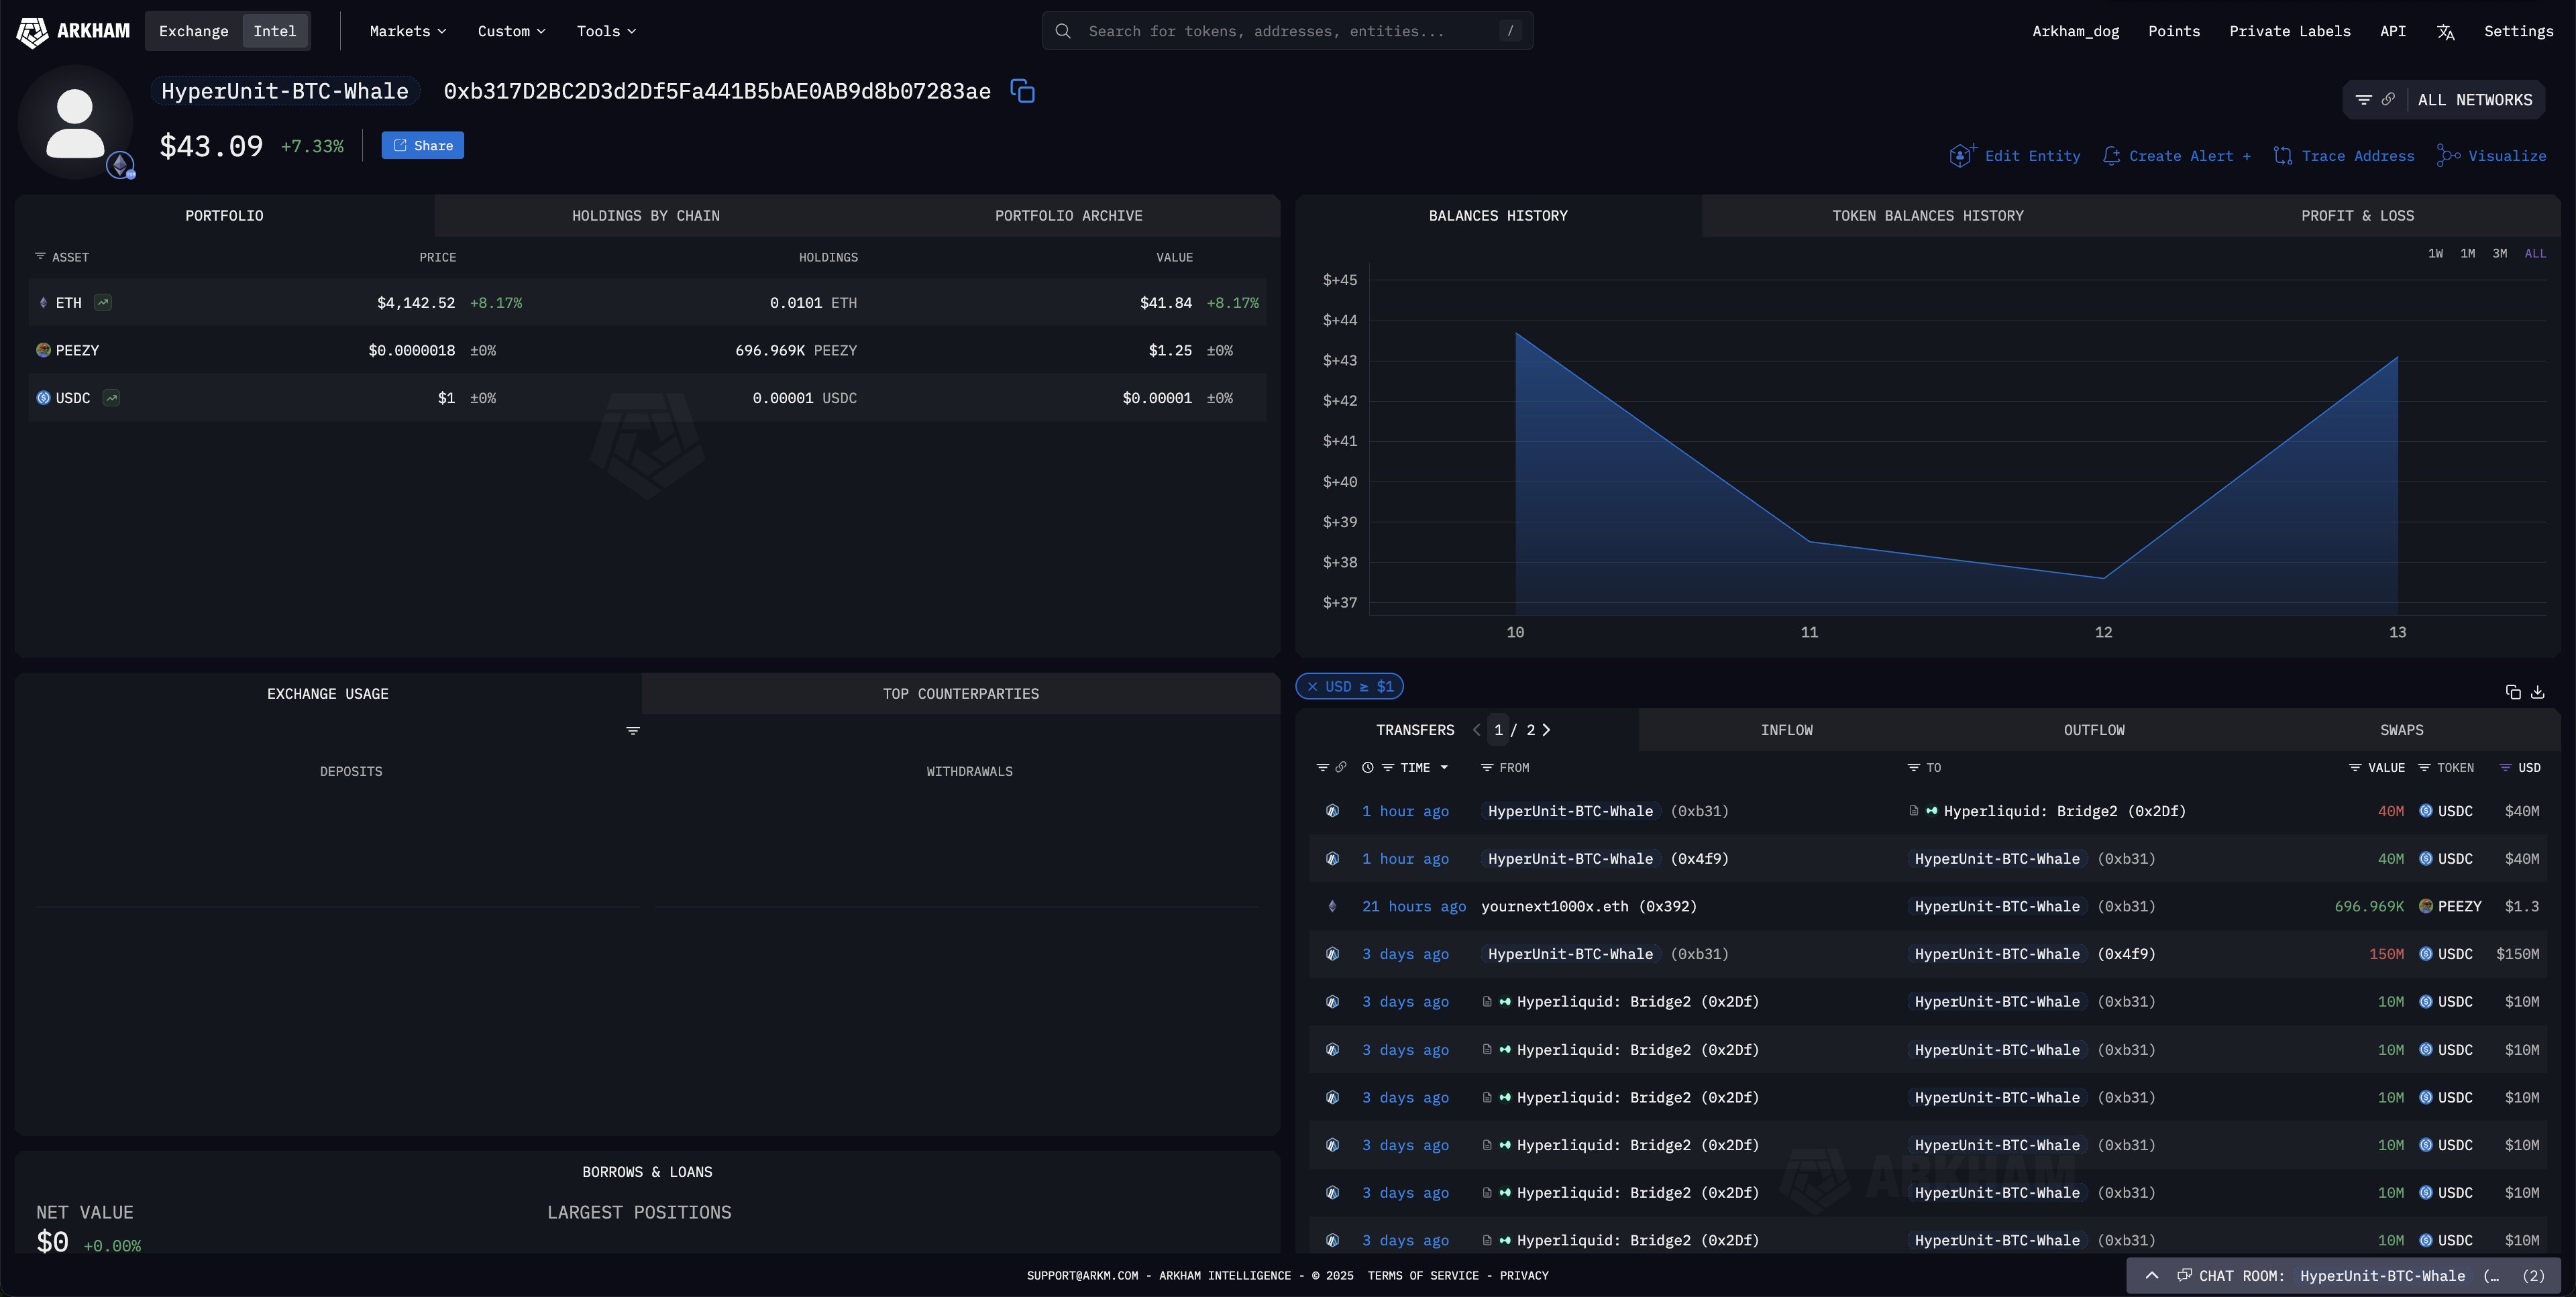 ARKHAM Exchange Intel Markets Custom Tools Search for tokens, addresses, entities... / Arkham_dog Points Private Labels API Settings
HyperUnit-BTC-Whale 0xb317D2BC2D3d2Df5Fa441B5bAE0AB9d8b07283ae
ALL NETWORKS
$43.09 +7.33% Share
Edit Entity Create Alert + Trace Address Visualize
PORTFOLIO HOLDINGS BY CHAIN PORTFOLIO ARCHIVE
ASSET PRICE HOLDINGS VALUE
ETH $4,142.52 +8.17% 0.0101 ETH $41.84 +8.17%
PEEZY $0.0000018 ±0% 696.969K PEEZY $1.25 ±0%
USDC $1 ±0% 0.00001 USDC $0.00001 ±0%
BALANCES HISTORY TOKEN BALANCES HISTORY PROFIT & LOSS
1W 1M 3M ALL
$+45
$+44
$+43
$+42
$+41
$+40
$+39
$+38
$+37
10 11 12 13
EXCHANGE USAGE TOP COUNTERPARTIES
DEPOSITS WITHDRAWALS
BORROWS & LOANS
NET VALUE LARGEST POSITIONS
$0 +0.00%
× USD ≥ $1
TRANSFERS 1 / 2 INFLOW OUTFLOW SWAPS
TIME FROM TO VALUE TOKEN USD
1 hour ago HyperUnit-BTC-Whale (0xb31) Hyperliquid: Bridge2 (0x2Df) 40M USDC $40M
1 hour ago HyperUnit-BTC-Whale (0x4f9) HyperUnit-BTC-Whale (0xb31) 40M USDC $40M
21 hours ago yournext1000x.eth (0x392) HyperUnit-BTC-Whale (0xb31) 696.969K PEEZY $1.3
3 days ago HyperUnit-BTC-Whale (0xb31) HyperUnit-BTC-Whale (0x4f9) 150M USDC $150M
3 days ago Hyperliquid: Bridge2 (0x2Df) HyperUnit-BTC-Whale (0xb31) 10M USDC $10M
3 days ago Hyperliquid: Bridge2 (0x2Df) HyperUnit-BTC-Whale (0xb31) 10M USDC $10M
3 days ago Hyperliquid: Bridge2 (0x2Df) HyperUnit-BTC-Whale (0xb31) 10M USDC $10M
3 days ago Hyperliquid: Bridge2 (0x2Df) HyperUnit-BTC-Whale (0xb31) 10M USDC $10M
ARKHAM
3 days ago Hyperliquid: Bridge2 (0x2Df) HyperUnit-BTC-Whale (0xb31) 10M USDC $10M
3 days ago Hyperliquid: Bridge2 (0x2Df) HyperUnit-BTC-Whale (0xb31) 10M USDC $10M
SUPPORT@ARKM.COM - ARKHAM INTELLIGENCE - © 2025 TERMS OF SERVICE - PRIVACY
CHAT ROOM: HyperUnit-BTC-Whale (… (2)